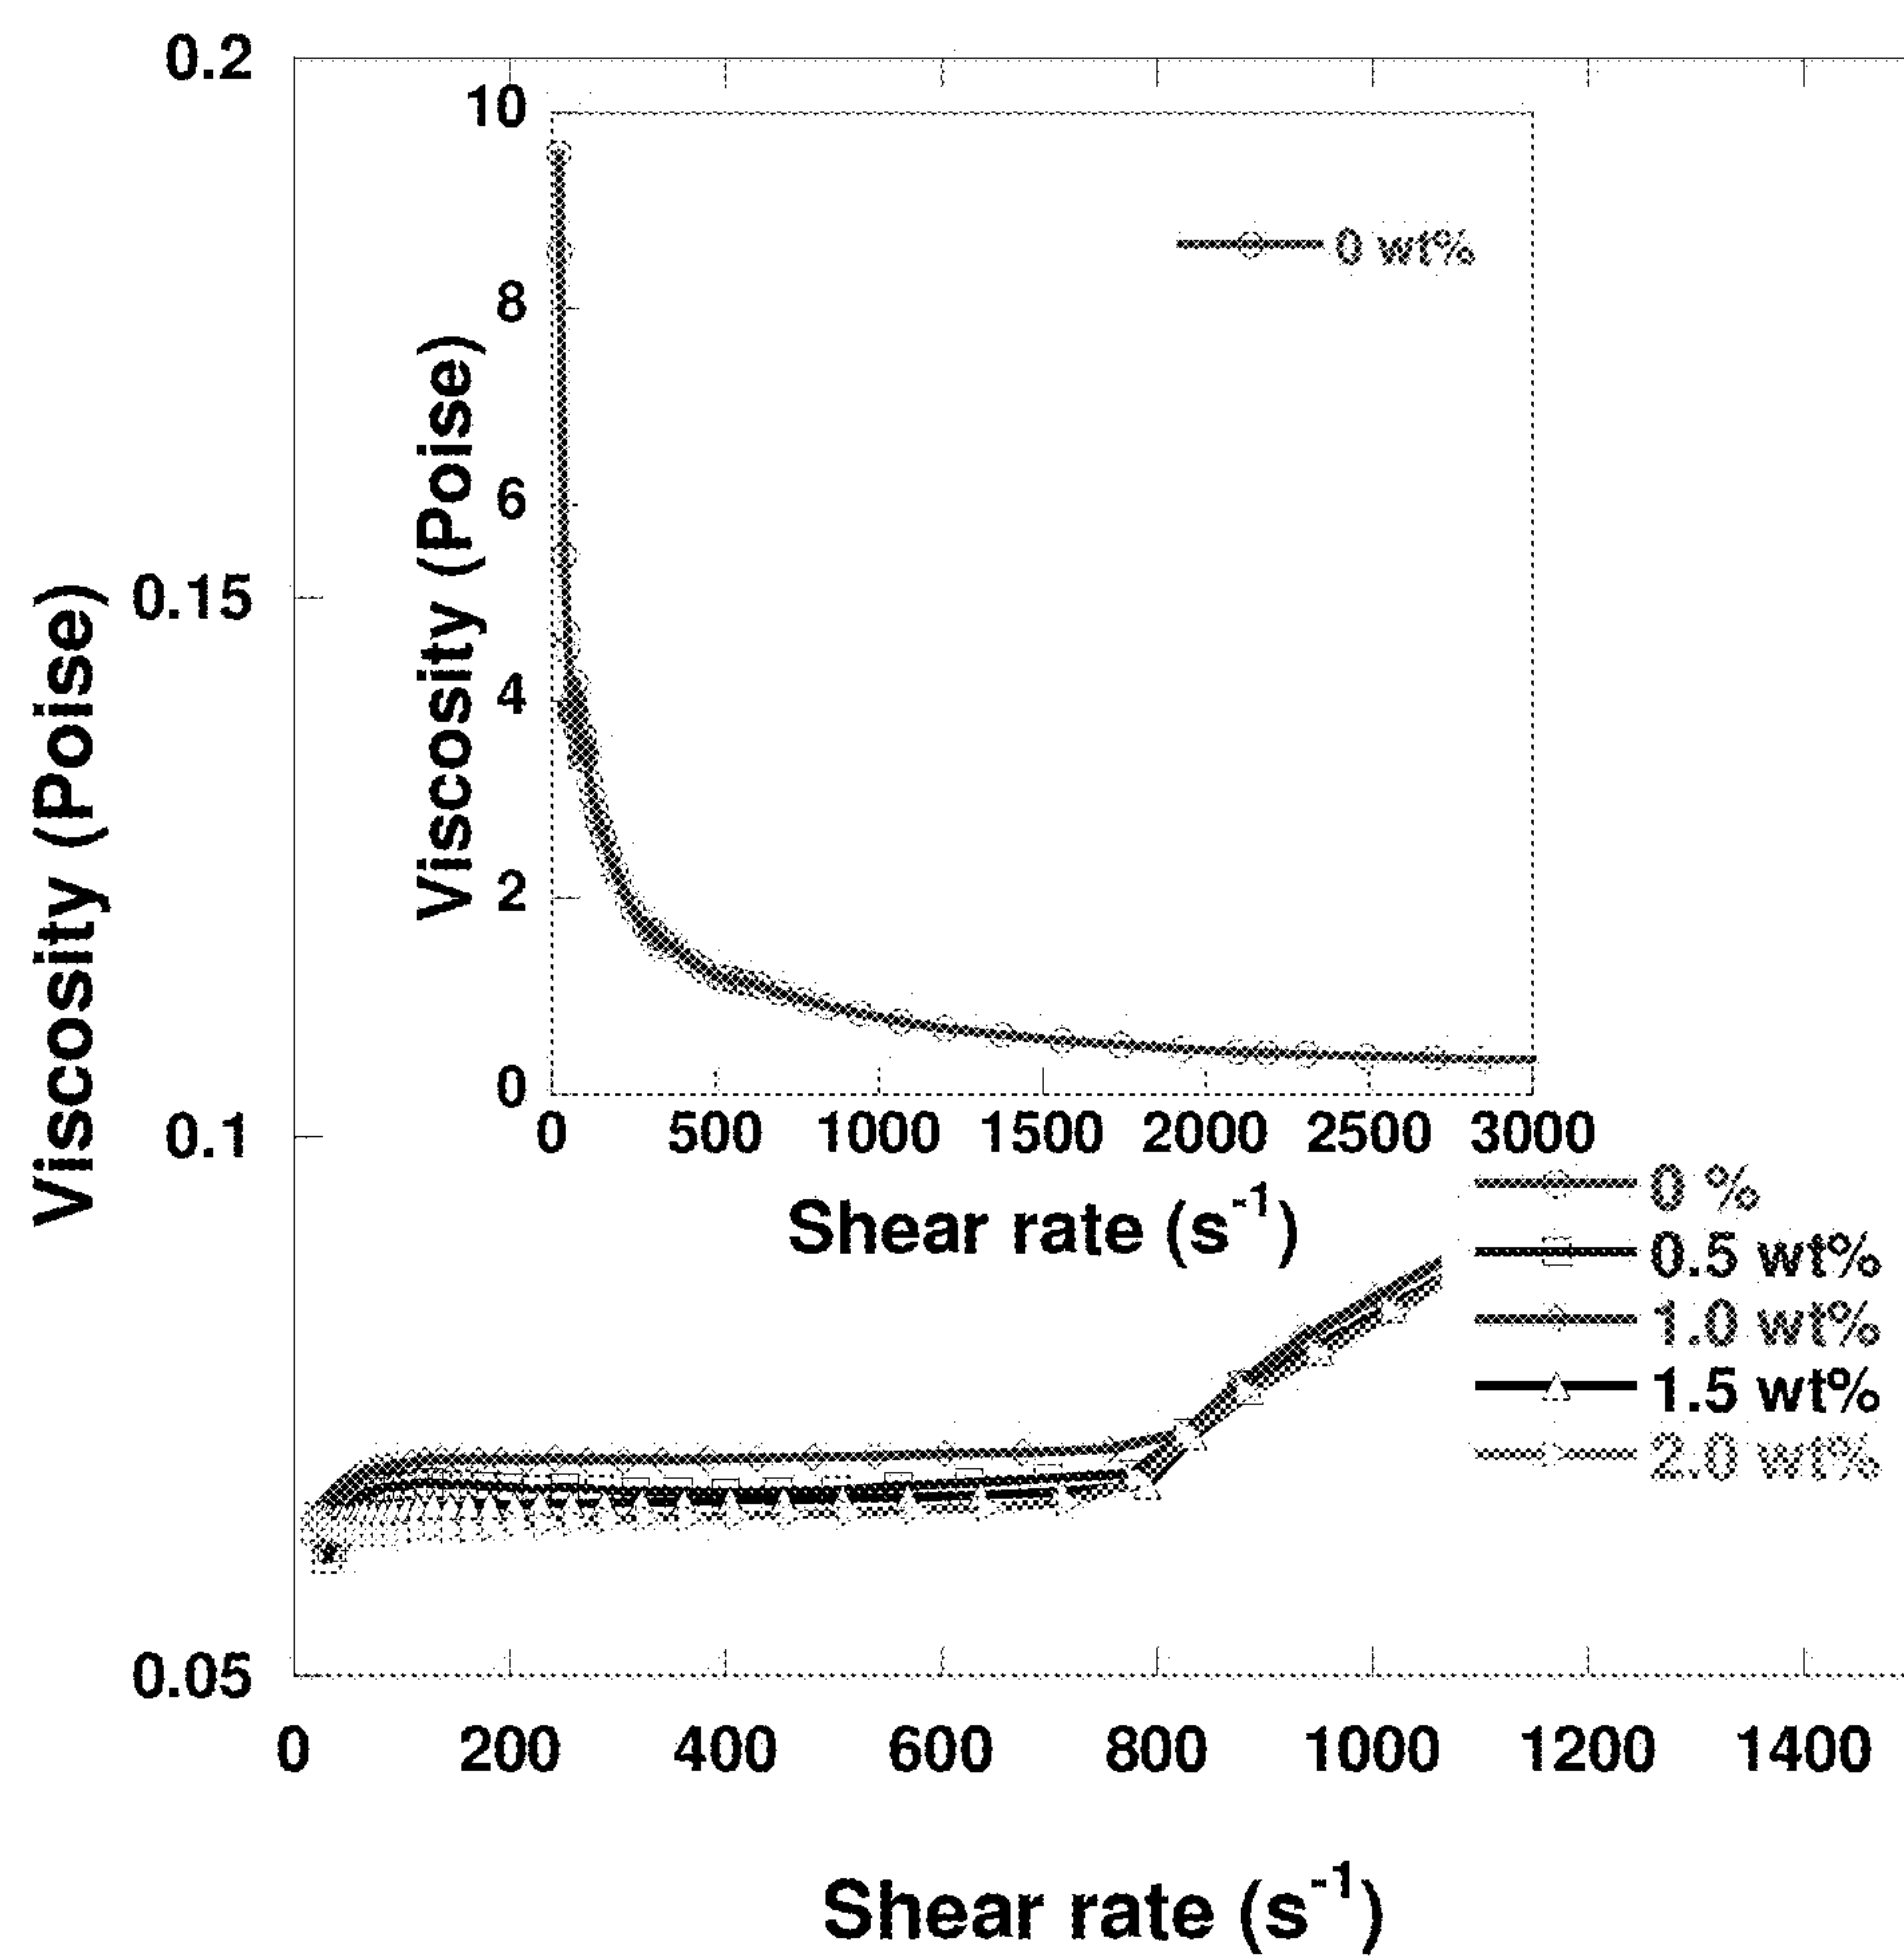 0.2
0.15
0.1
0.05
Viscosity (Poise)
10
8
6
4
2
0
Viscosity (Poise)
0 wt%
0 500 1000 1500 2000 2500 3000
Shear rate (s⁻¹)
0 %
0.5 wt%
1.0 wt%
1.5 wt%
2.0 wt%
0 200 400 600 800 1000 1200 1400
Shear rate (s⁻¹)